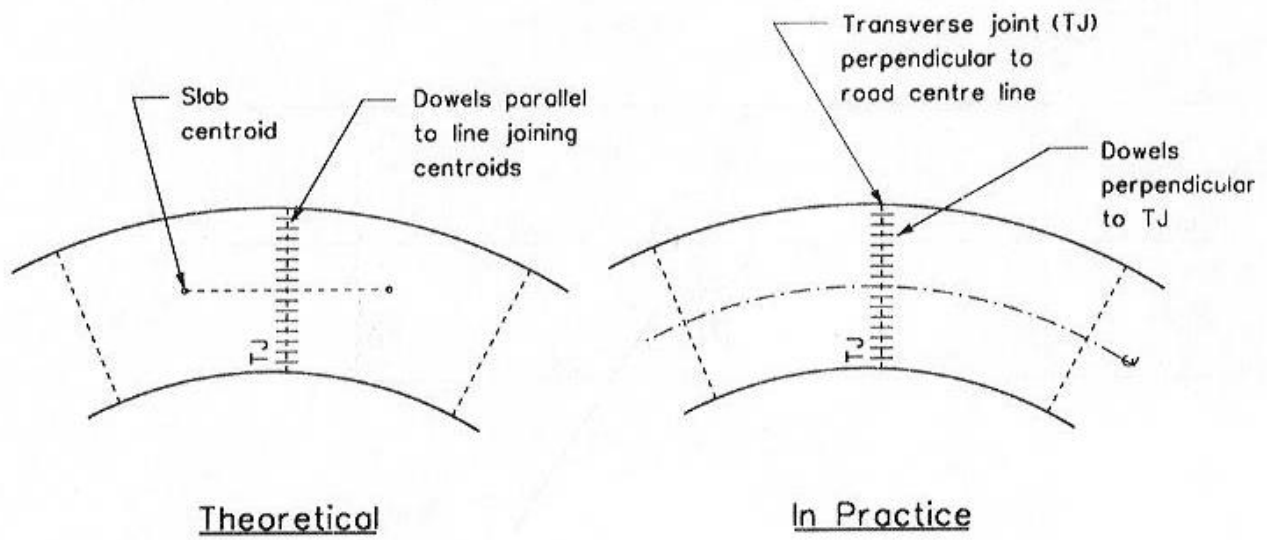 Slab
centroid
Dowels parallel
to line joining
centroids
TJ
Theoretical
Transverse joint (TJ)
perpendicular to
road centre line
Dowels
perpendicular
to TJ
TJ
In Practice